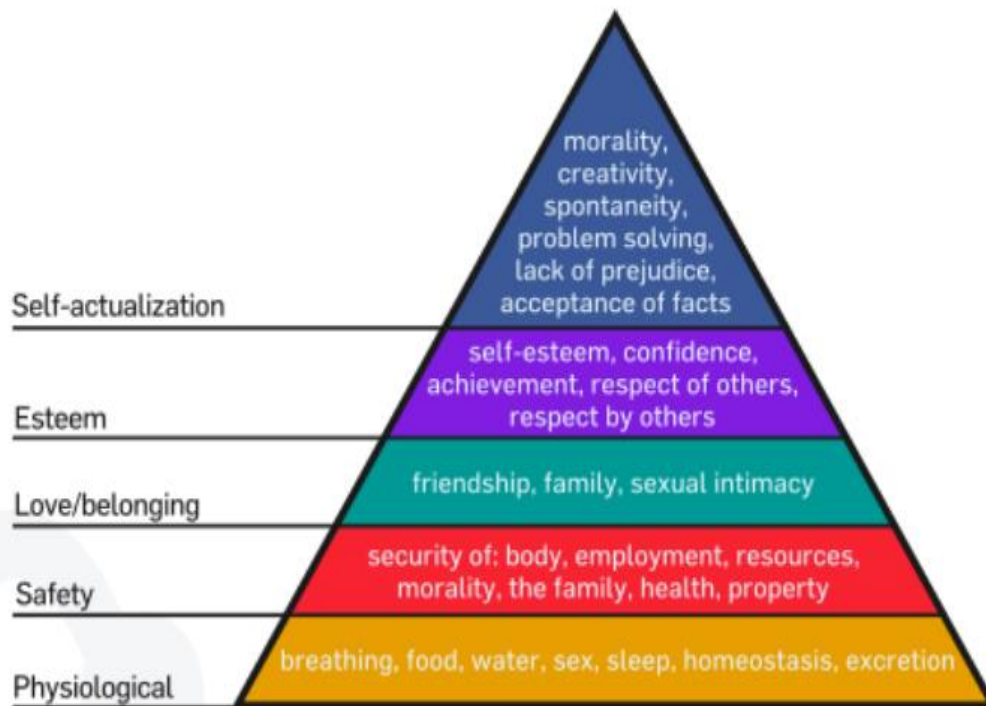 morality,
creativity,
spontaneity,
problem solving,
lack of prejudice,
acceptance of facts
Self-actualization
self-esteem, confidence,
achievement, respect of others,
respect by others
Esteem
friendship, family, sexual intimacy
Love/belonging
security of: body, employment, resources,
morality, the family, health, property
Safety
breathing, food, water, sex, sleep, homeostasis, excretion
Physiological